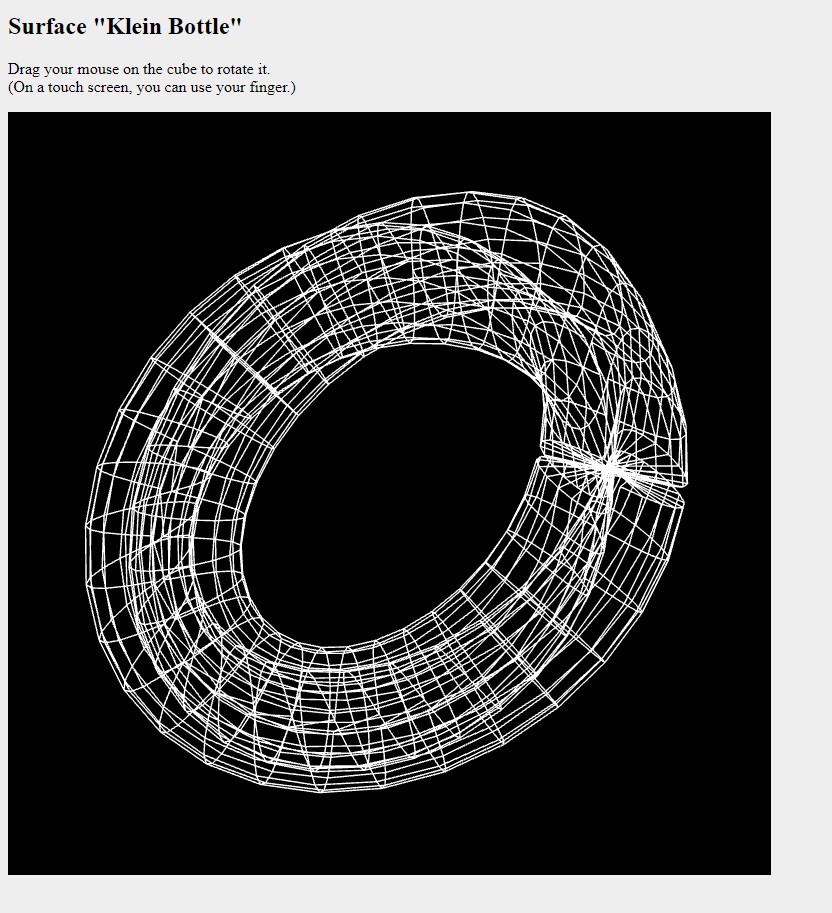 Surface "Klein Bottle"
Drag your mouse on the cube to rotate it.
(On a touch screen, you can use your finger.)